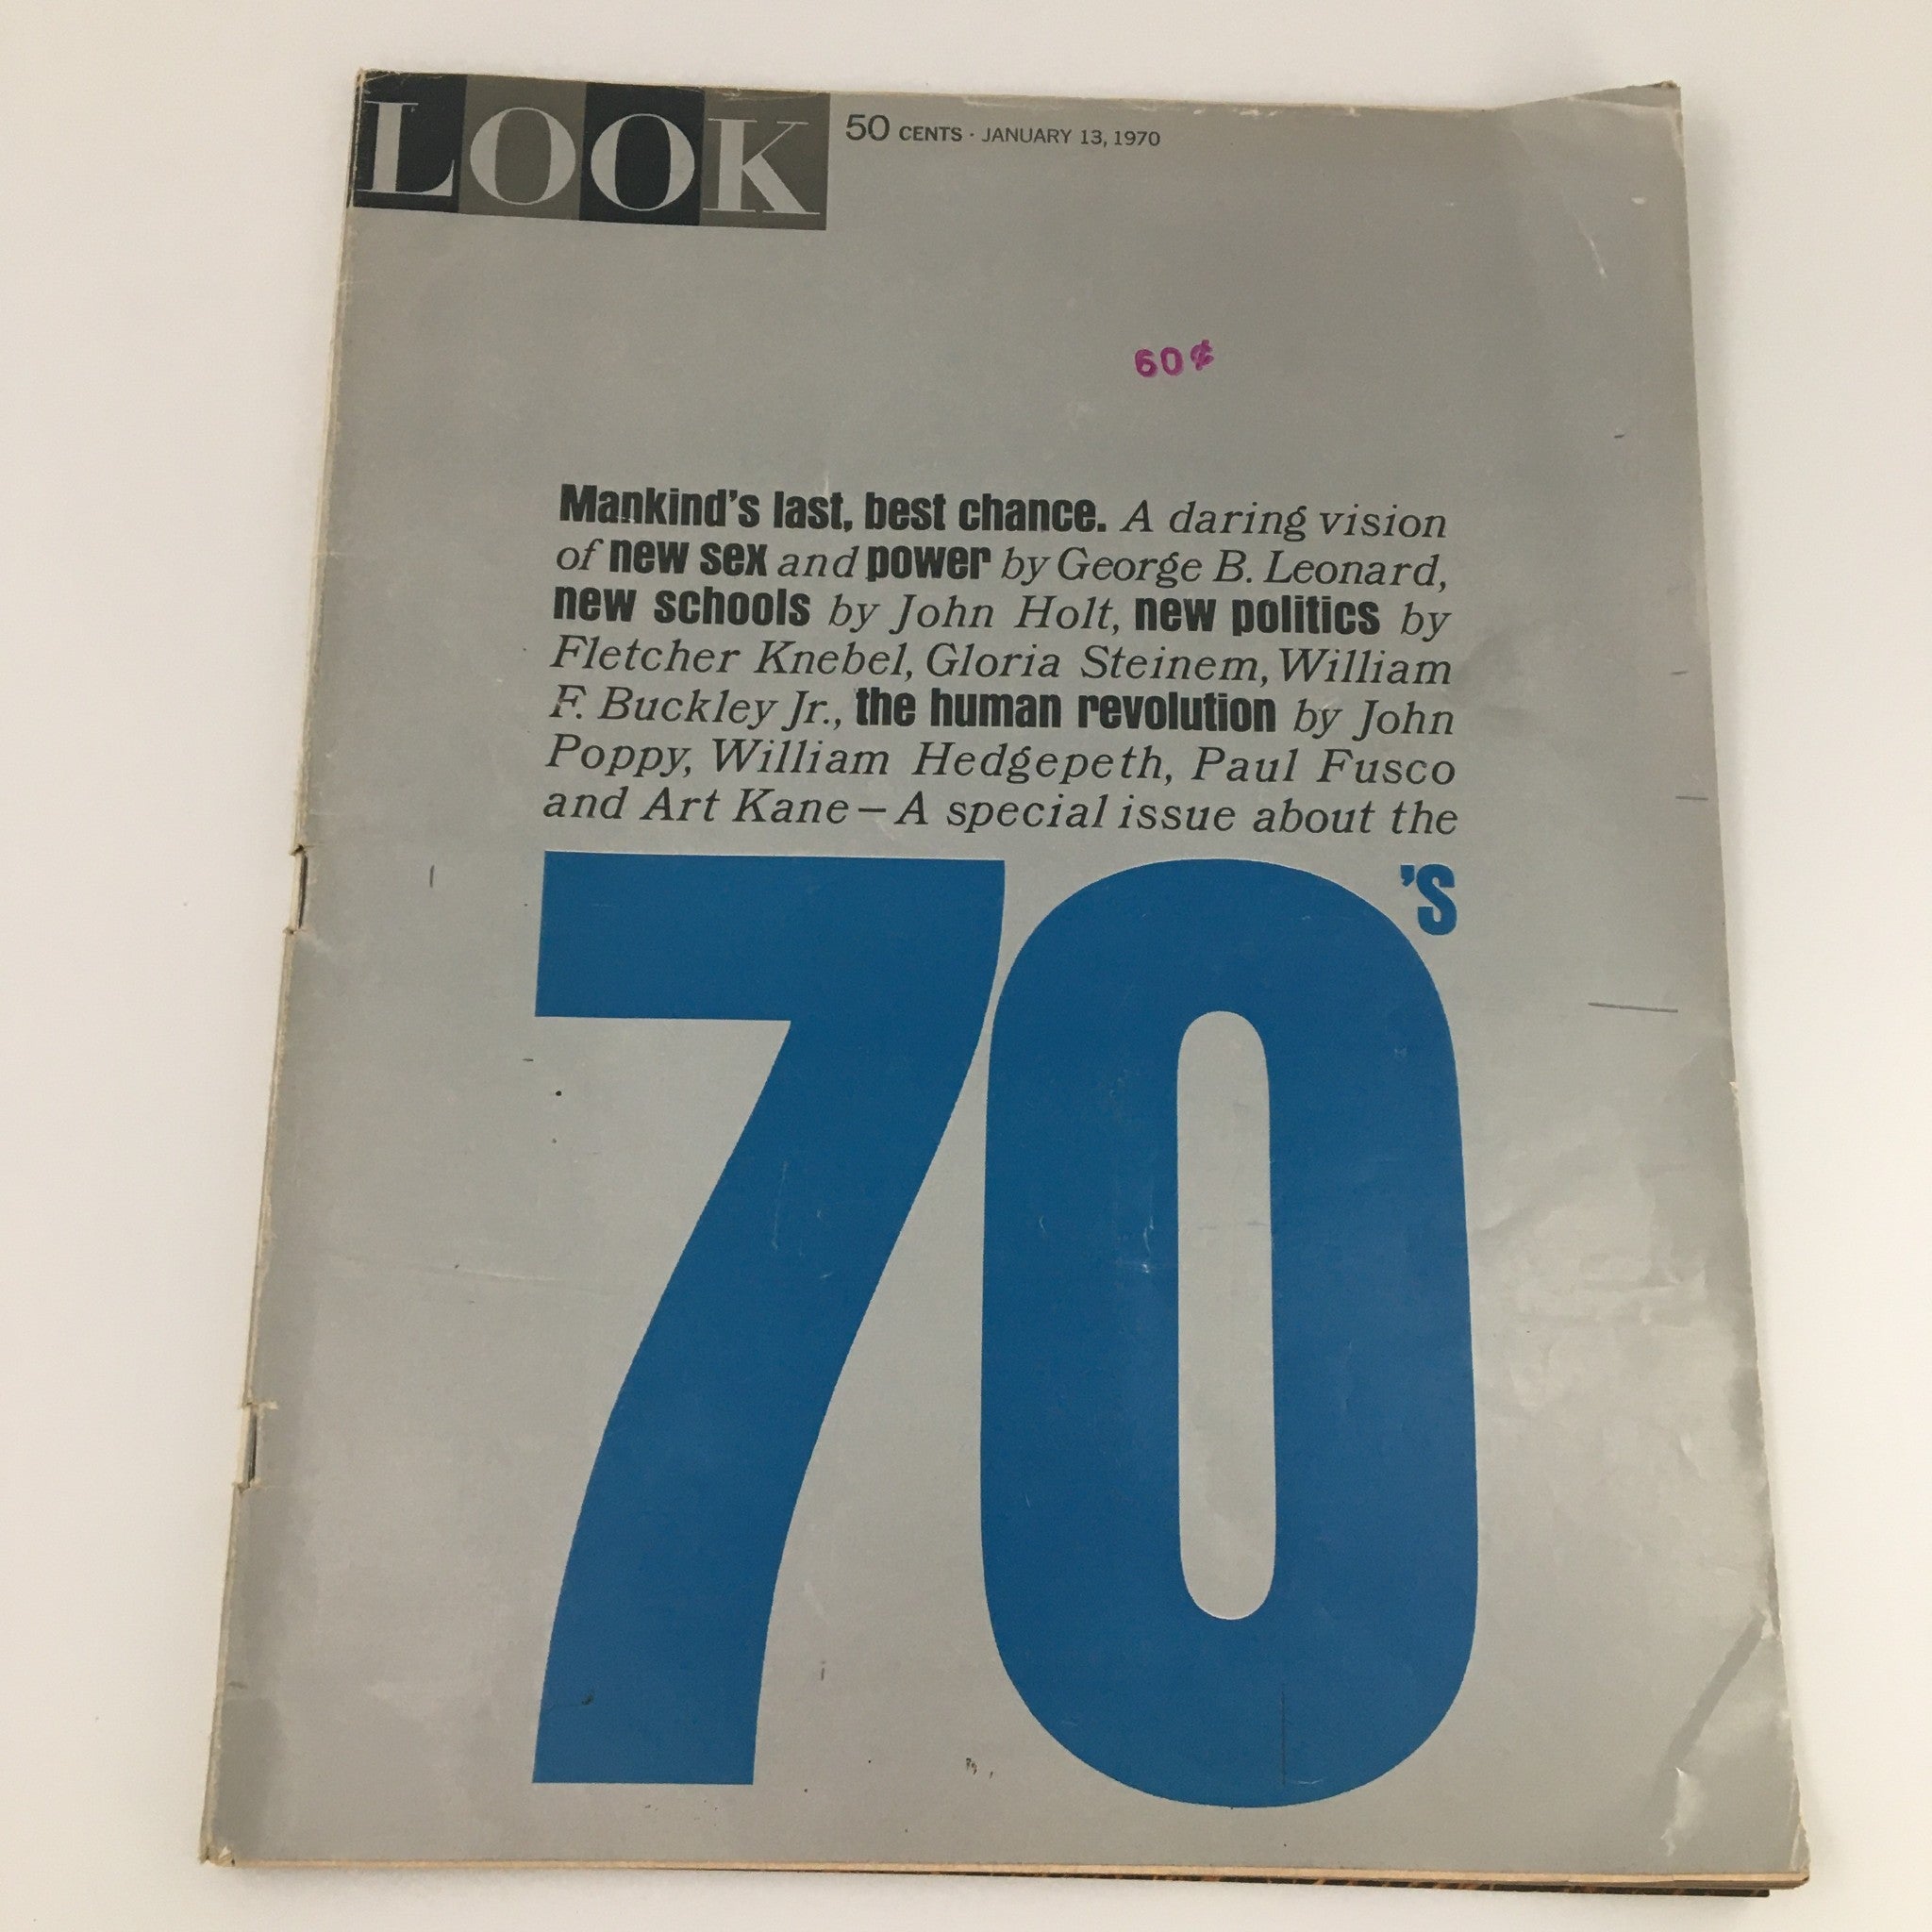 LOOK
50 CENTS · JANUARY 13, 1970
60¢
Mankind's last, best chance. A daring vision
of new sex and power by George B. Leonard,
new schools by John Holt, new politics by
Fletcher Knebel, Gloria Steinem, William
F. Buckley Jr., the human revolution by John
Poppy, William Hedgepeth, Paul Fusco
and Art Kane—A special issue about the
70'S